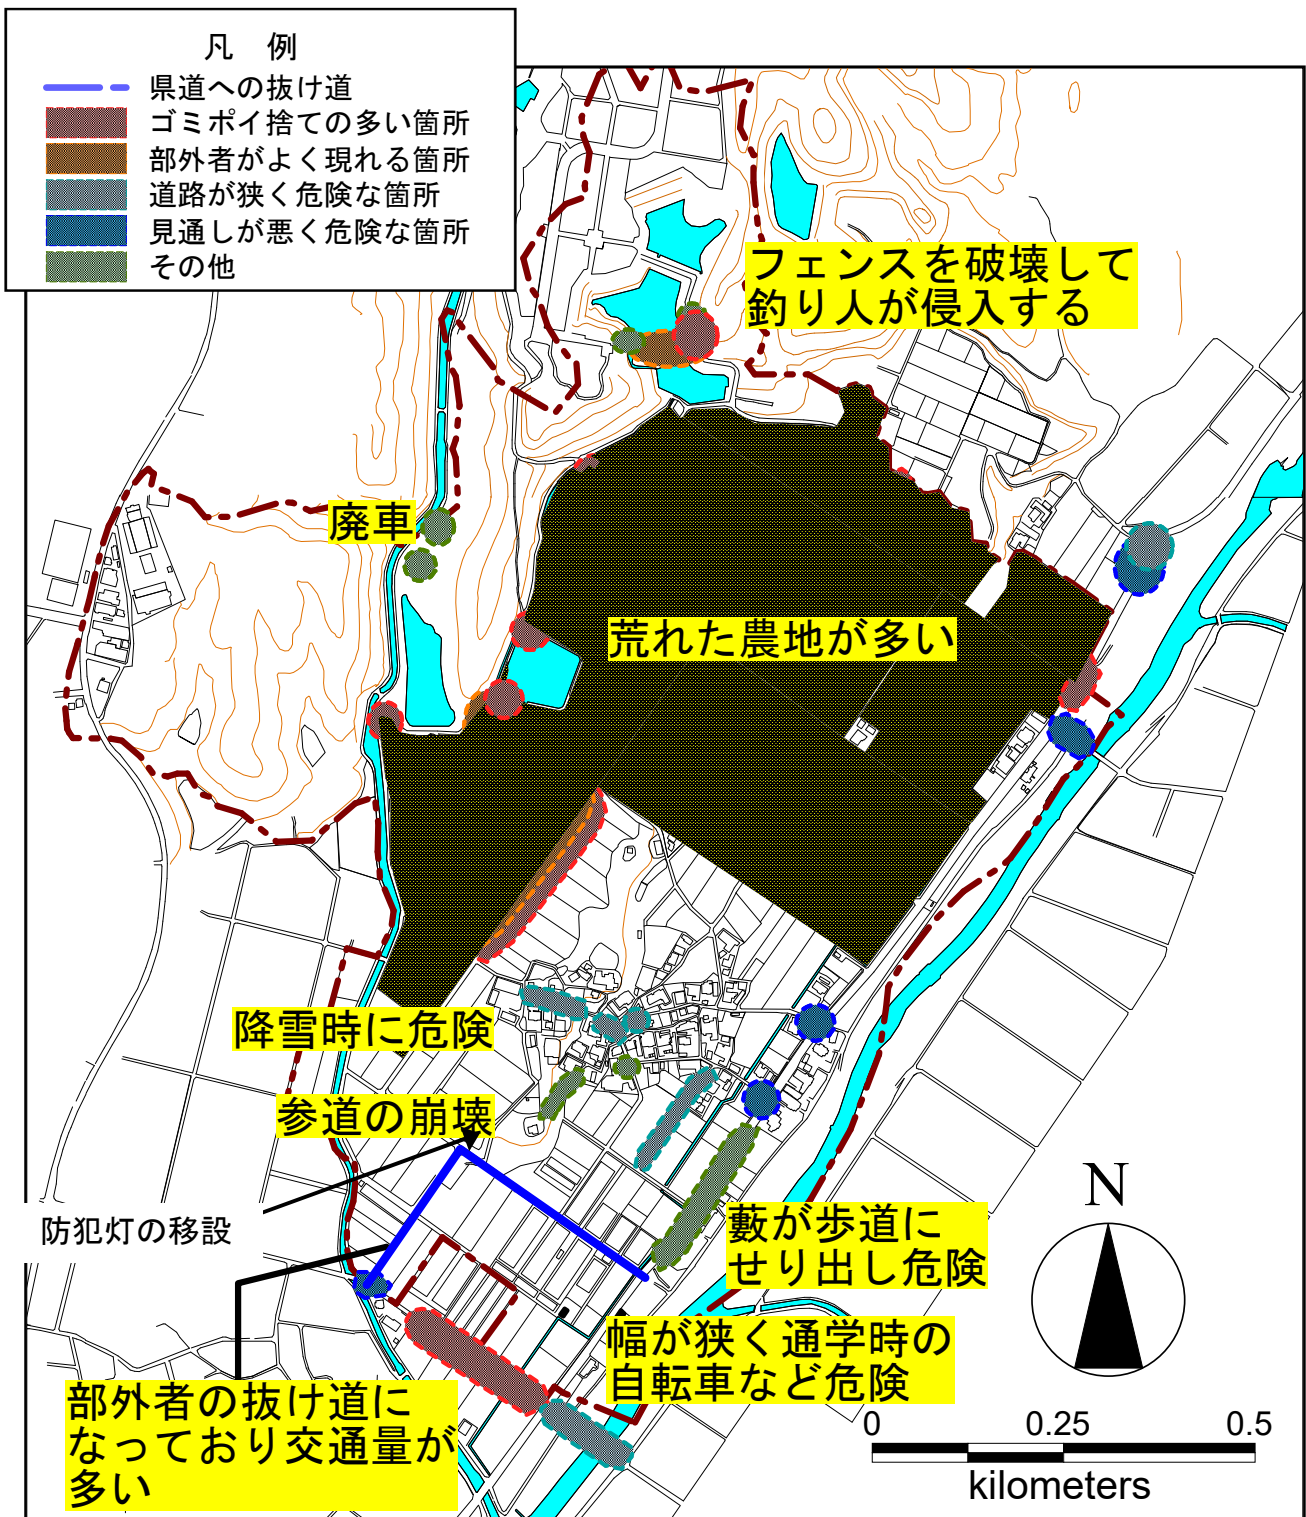 凡　例
県道への抜け道
ゴミポイ捨ての多い箇所
部外者がよく現れる箇所
道路が狭く危険な箇所
見通しが悪く危険な箇所
その他
フェンスを破壊して
釣り人が侵入する
廃車
荒れた農地が多い
降雪時に危険
参道の崩壊
防犯灯の移設
藪が歩道に
せり出し危険
幅が狭く通学時の
自転車など危険
部外者の抜け道に
なっており交通量が
多い
N
0 0.25 0.5
kilometers